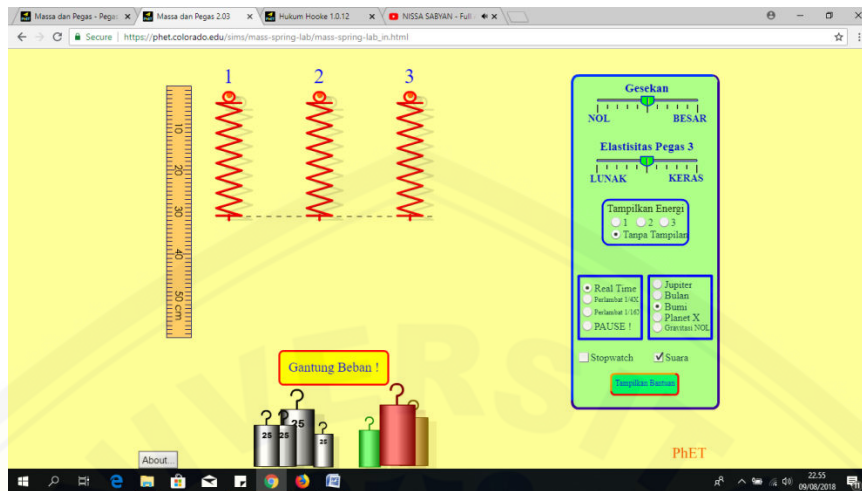 Massa dan Pegas - Pegas
Massa dan Pegas 2.03
Hukum Hooke 1.0.12
NISSA SABYAN - Full -
Secure | https://phet.colorado.edu/sims/mass-spring-lab/mass-spring-lab_in.html
1 2 3
10
20
30
40
50 cm
Gesekan
NOL BESAR
Elastisitas Pegas 3
LUNAK KERAS
Tampilkan Energi
1 2 3
Tanpa Tampilan
Real Time
Perlambat 1/4X
Perlambat 1/16X
PAUSE !
Jupiter
Bulan
Bumi
Planet X
Gravitasi NOL
Stopwatch Suara
Tampilkan Bantuan
Gantung Beban !
25
25 25
25
PhET
About...
22.55
09/08/2018
UNIVERSIT